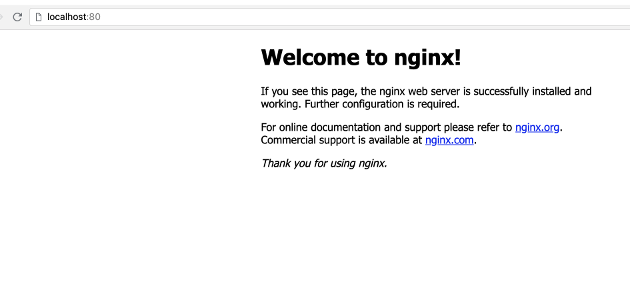 localhost:80
Welcome to nginx!
If you see this page, the nginx web server is successfully installed and
working. Further configuration is required.
For online documentation and support please refer to nginx.org.
Commercial support is available at nginx.com.
Thank you for using nginx.